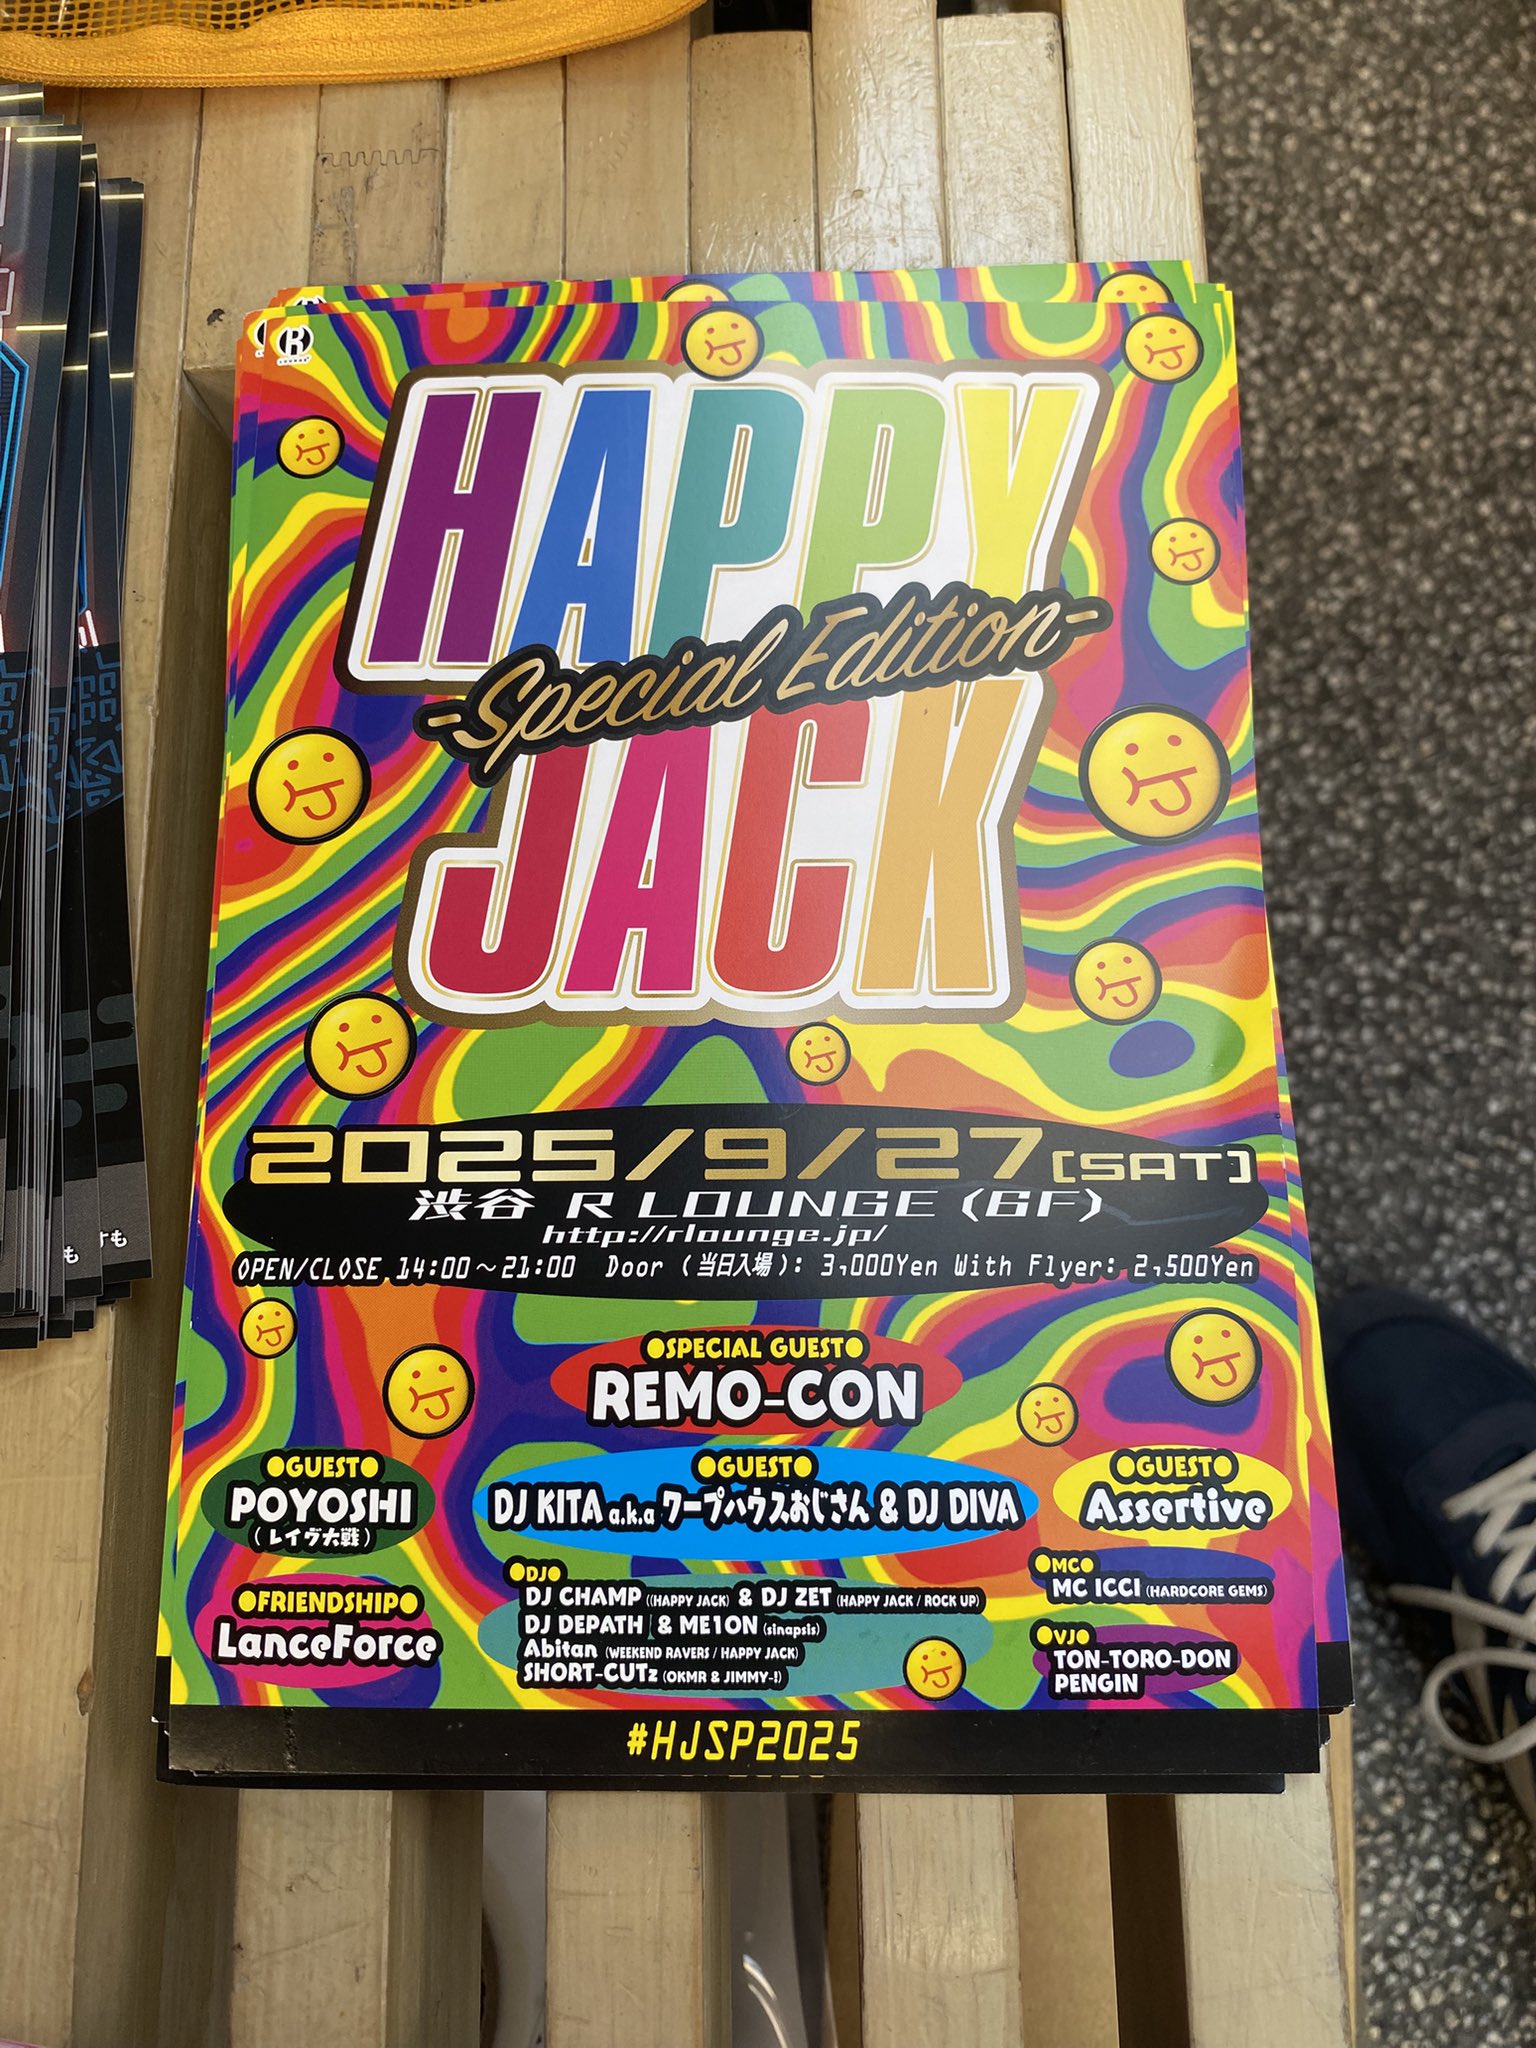 R
LOUNGE
HAPPY
-Special Edition-
JACK
2025/9/27[SAT]
渋谷 R LOUNGE (6F)
http://rlounge.jp/
OPEN/CLOSE 14:00～21:00 Door (当日入場): 3,000Yen With Flyer: 2,500Yen
●SPECIAL GUEST●
REMO-CON
●GUEST●
POYOSHI
(レイヴ大戦)
●GUEST●
DJ KITA a.k.a ワープハウスおじさん & DJ DIVA
●GUEST●
Assertive
●FRIENDSHIP●
LanceForce
●DJ●
DJ CHAMP ((HAPPY JACK) & DJ ZET (HAPPY JACK / ROCK UP)
DJ DEPATH & ME1ON (sinapsis)
Abitan (WEEKEND RAVERS / HAPPY JACK)
SHORT-CUTz (OKMR & JIMMY-!)
●MC●
MC ICCI (HARDCORE GEMS)
●VJ●
TON-TORO-DON
PENGIN
#HJSP2025